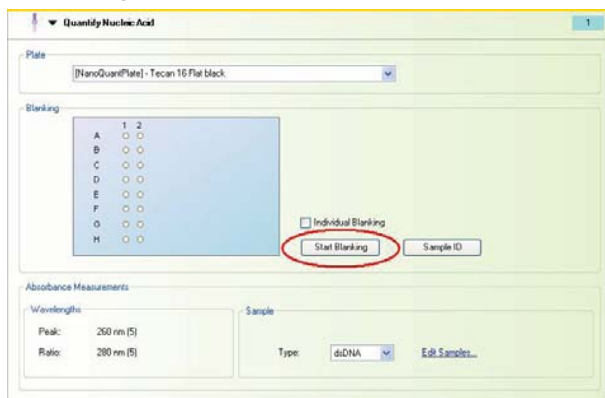 Quantify Nucleic Acid 1
Plate
[NanoQuantPlate] - Tecan 16 Flat black
Blanking
1 2
A
B
C
D
E
F
G
H
Individual Blanking
Start Blanking Sample ID
Absorbance Measurements
Wavelengths
Peak: 260 nm (5)
Ratio: 280 nm (5)
Sample
Type: dsDNA Edit Samples...